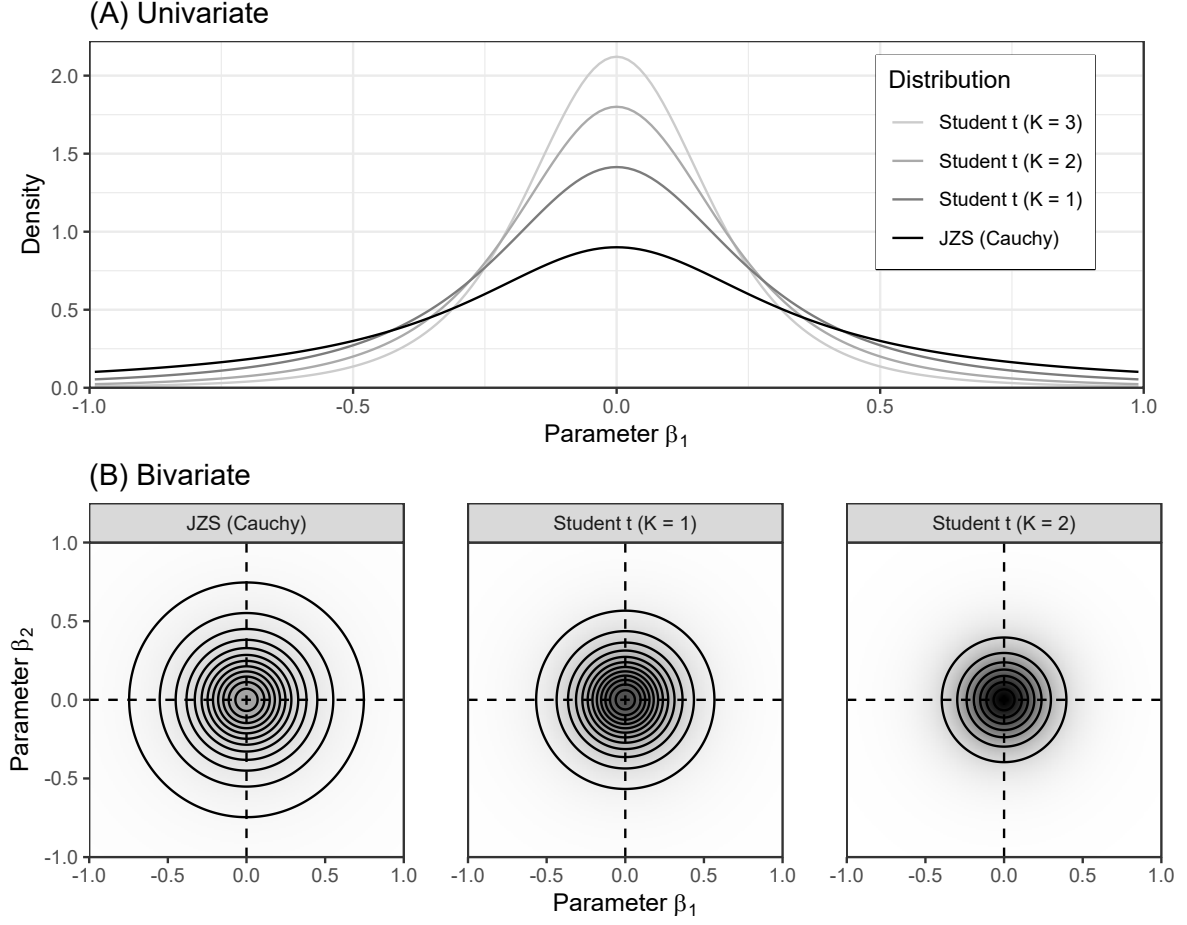 (A) Univariate
2.0
1.5
1.0
0.5
0.0
Density
-1.0 -0.5 0.0 0.5 1.0
Parameter β₁
Distribution
Student t (K = 3)
Student t (K = 2)
Student t (K = 1)
JZS (Cauchy)
(B) Bivariate
JZS (Cauchy) Student t (K = 1) Student t (K = 2)
1.0
0.5
0.0
-0.5
-1.0
Parameter β₂
-1.0 -0.5 0.0 0.5 1.0 -1.0 -0.5 0.0 0.5 1.0 -1.0 -0.5 0.0 0.5 1.0
Parameter β₁